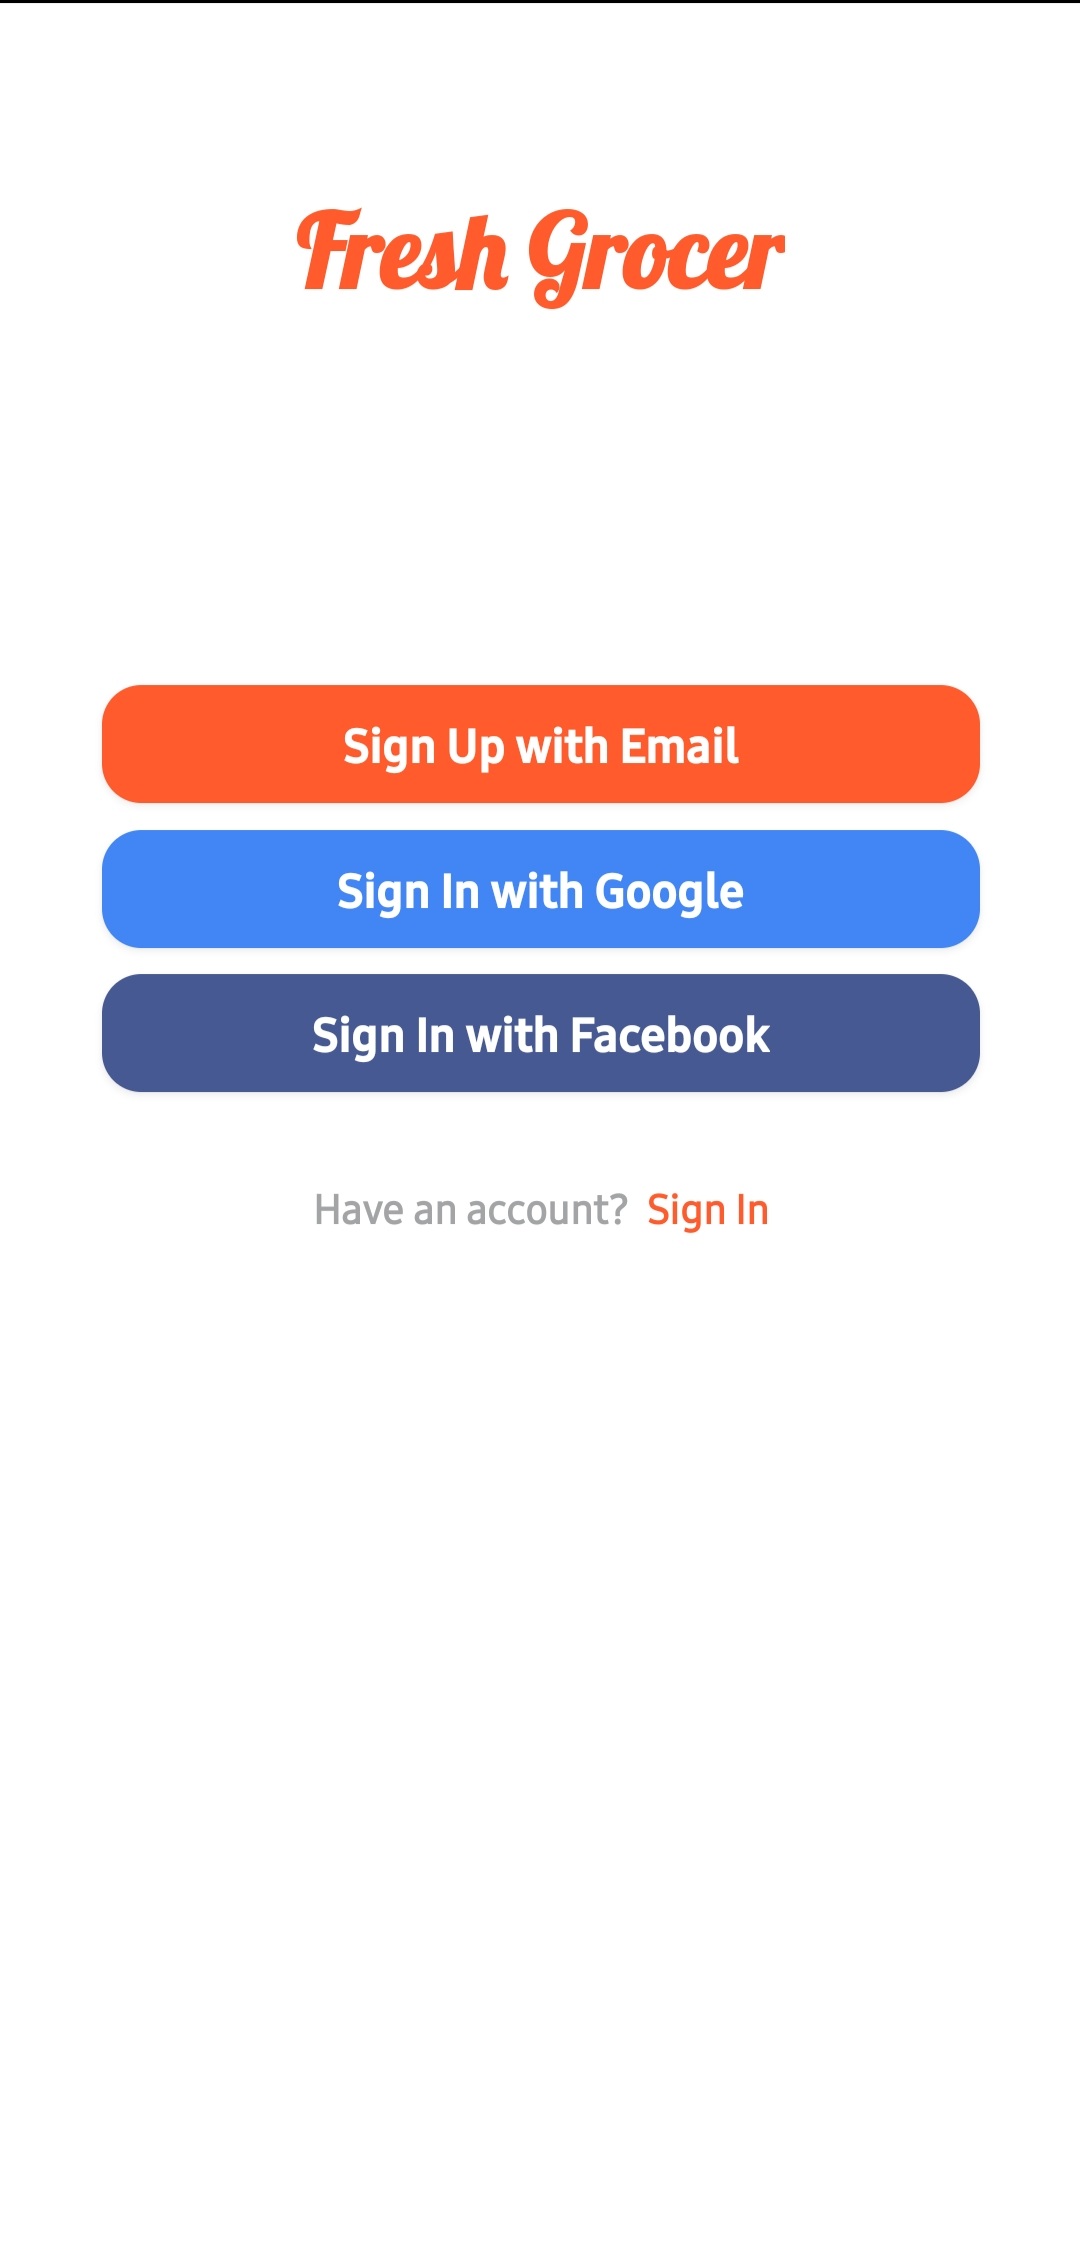 Fresh Grocer
Sign Up with Email
Sign In with Google
Sign In with Facebook
Have an account? Sign In